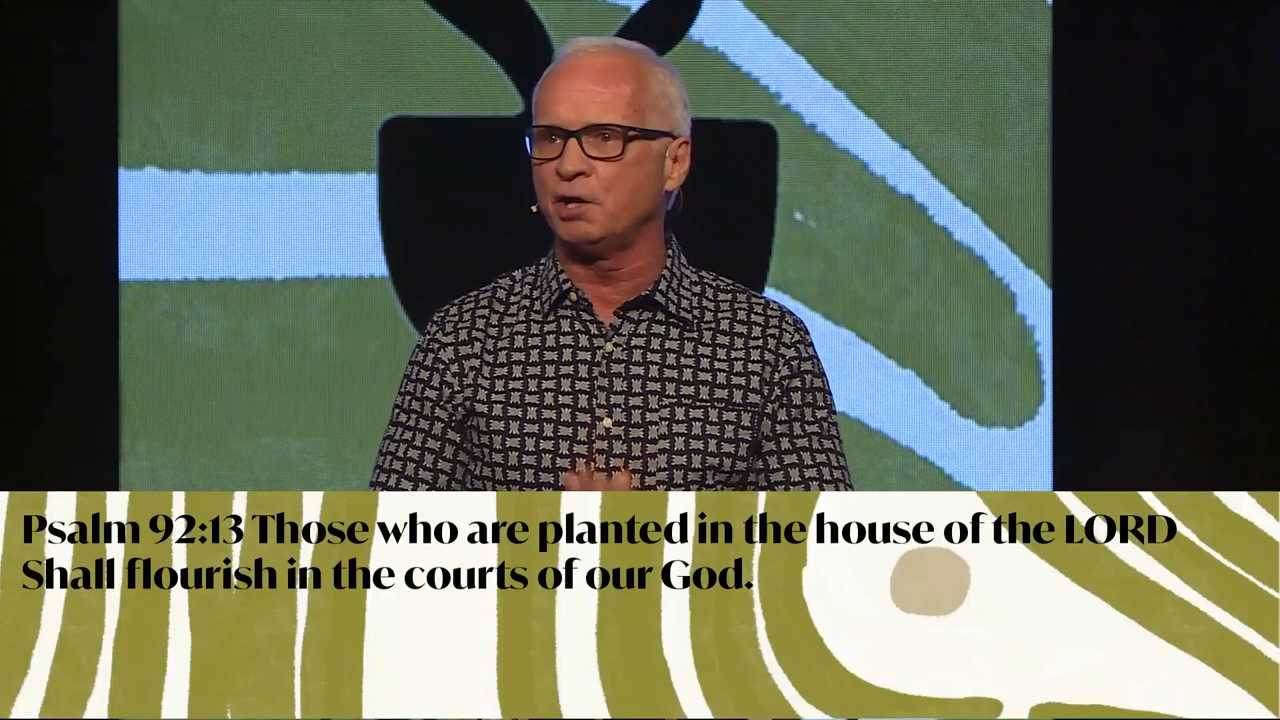 Psalm 92:13 Those who are planted in the house of the LORD
Shall flourish in the courts of our God.